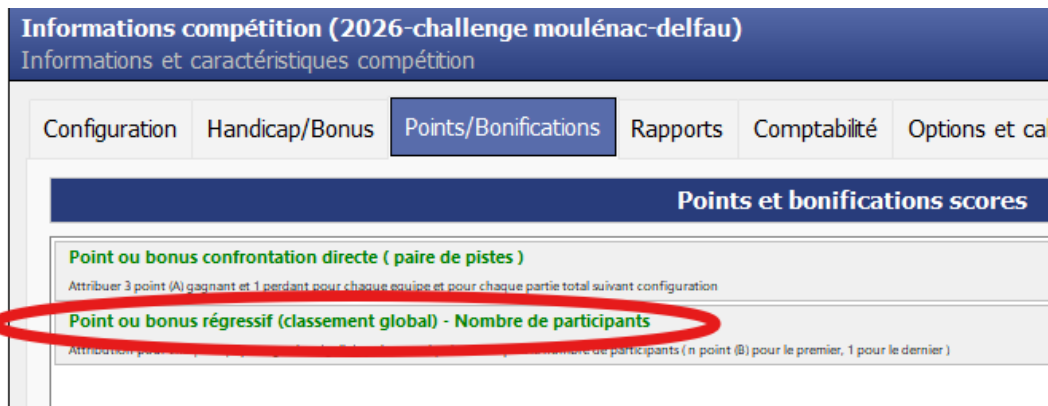 Informations compétition (2026-challenge moulénac-delfau)
Informations et caractéristiques compétition
Configuration Handicap/Bonus Points/Bonifications Rapports Comptabilité Options et ca
Points et bonifications scores
Point ou bonus confrontation directe ( paire de pistes )
Attribuer 3 point (A) gagnant et 1 perdant pour chaque equipe et pour chaque partie total suivant configuration
Point ou bonus régressif (classement global) - Nombre de participants
Attribution de participants ( n point (B) pour le premier, 1 pour le dernier )